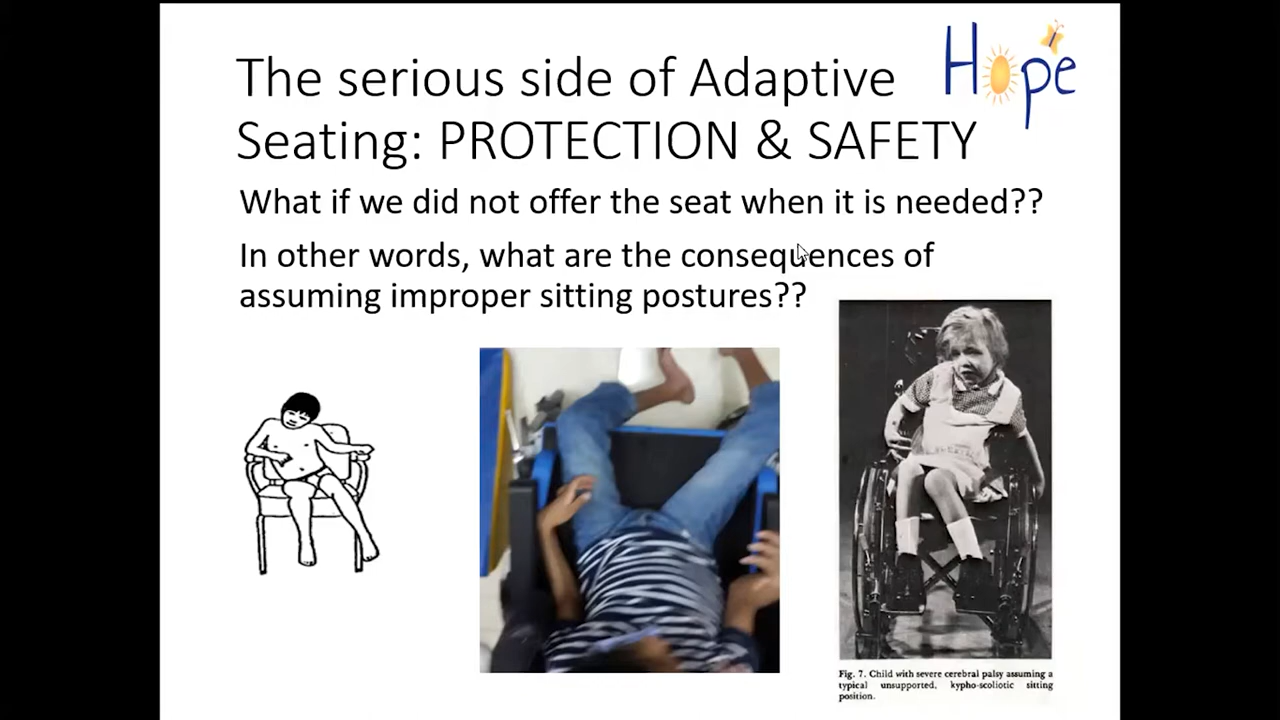 The serious side of Adaptive
Hope
Seating: PROTECTION & SAFETY
What if we did not offer the seat when it is needed??
In other words, what are the consequences of
assuming improper sitting postures??
Fig. 7. Child with severe cerebral palsy assuming a
typical unsupported, kypho-scoliotic sitting
position.